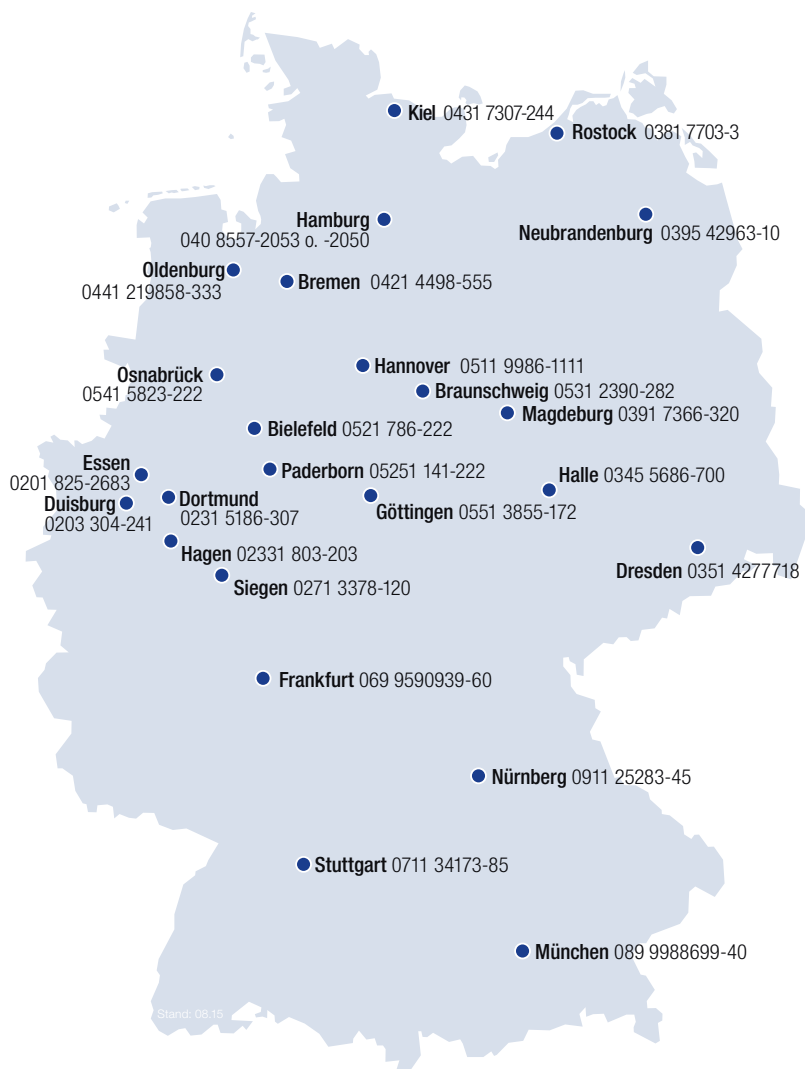 Kiel 0431 7307-244
Rostock 0381 7703-3
Hamburg
040 8557-2053 o. -2050
Neubrandenburg 0395 42963-10
Oldenburg
0441 219858-333
Bremen 0421 4498-555
Hannover 0511 9986-1111
Osnabrück
0541 5823-222
Braunschweig 0531 2390-282
Magdeburg 0391 7366-320
Bielefeld 0521 786-222
Essen
0201 825-2683
Paderborn 05251 141-222
Halle 0345 5686-700
Duisburg
0203 304-241
Dortmund
0231 5186-307
Göttingen 0551 3855-172
Hagen 02331 803-203
Dresden 0351 4277718
Siegen 0271 3378-120
Frankfurt 069 9590939-60
Nürnberg 0911 25283-45
Stuttgart 0711 34173-85
München 089 9988699-40
Stand: 08.15